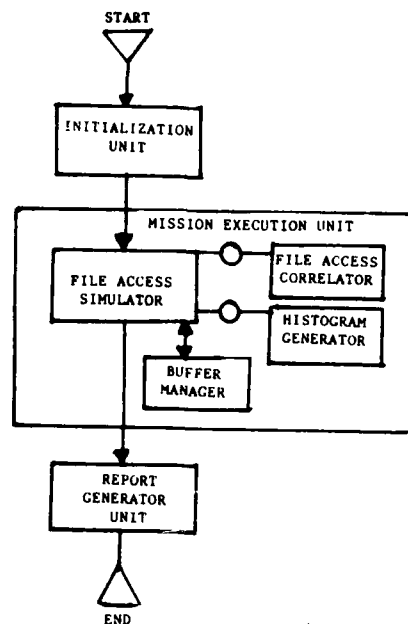 START
INITIALIZATION
UNIT
MISSION EXECUTION UNIT
FILE ACCESS
SIMULATOR
FILE ACCESS
CORRELATOR
HISTOGRAM
GENERATOR
BUFFER
MANAGER
REPORT
GENERATOR
UNIT
END